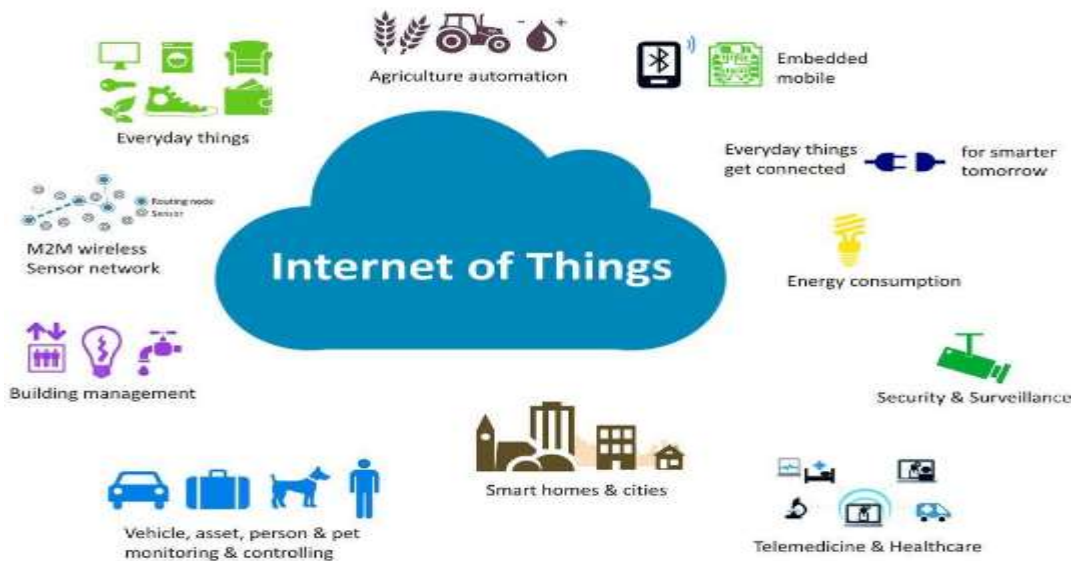 Agriculture automation
Embedded
mobile
Everyday things
Everyday things
get connected
for smarter
tomorrow
Routing node
Sensor
M2M wireless
Sensor network
Internet of Things
Energy consumption
Building management
Security & Surveillance
Smart homes & cities
Vehicle, asset, person & pet
monitoring & controlling
Telemedicine & Healthcare